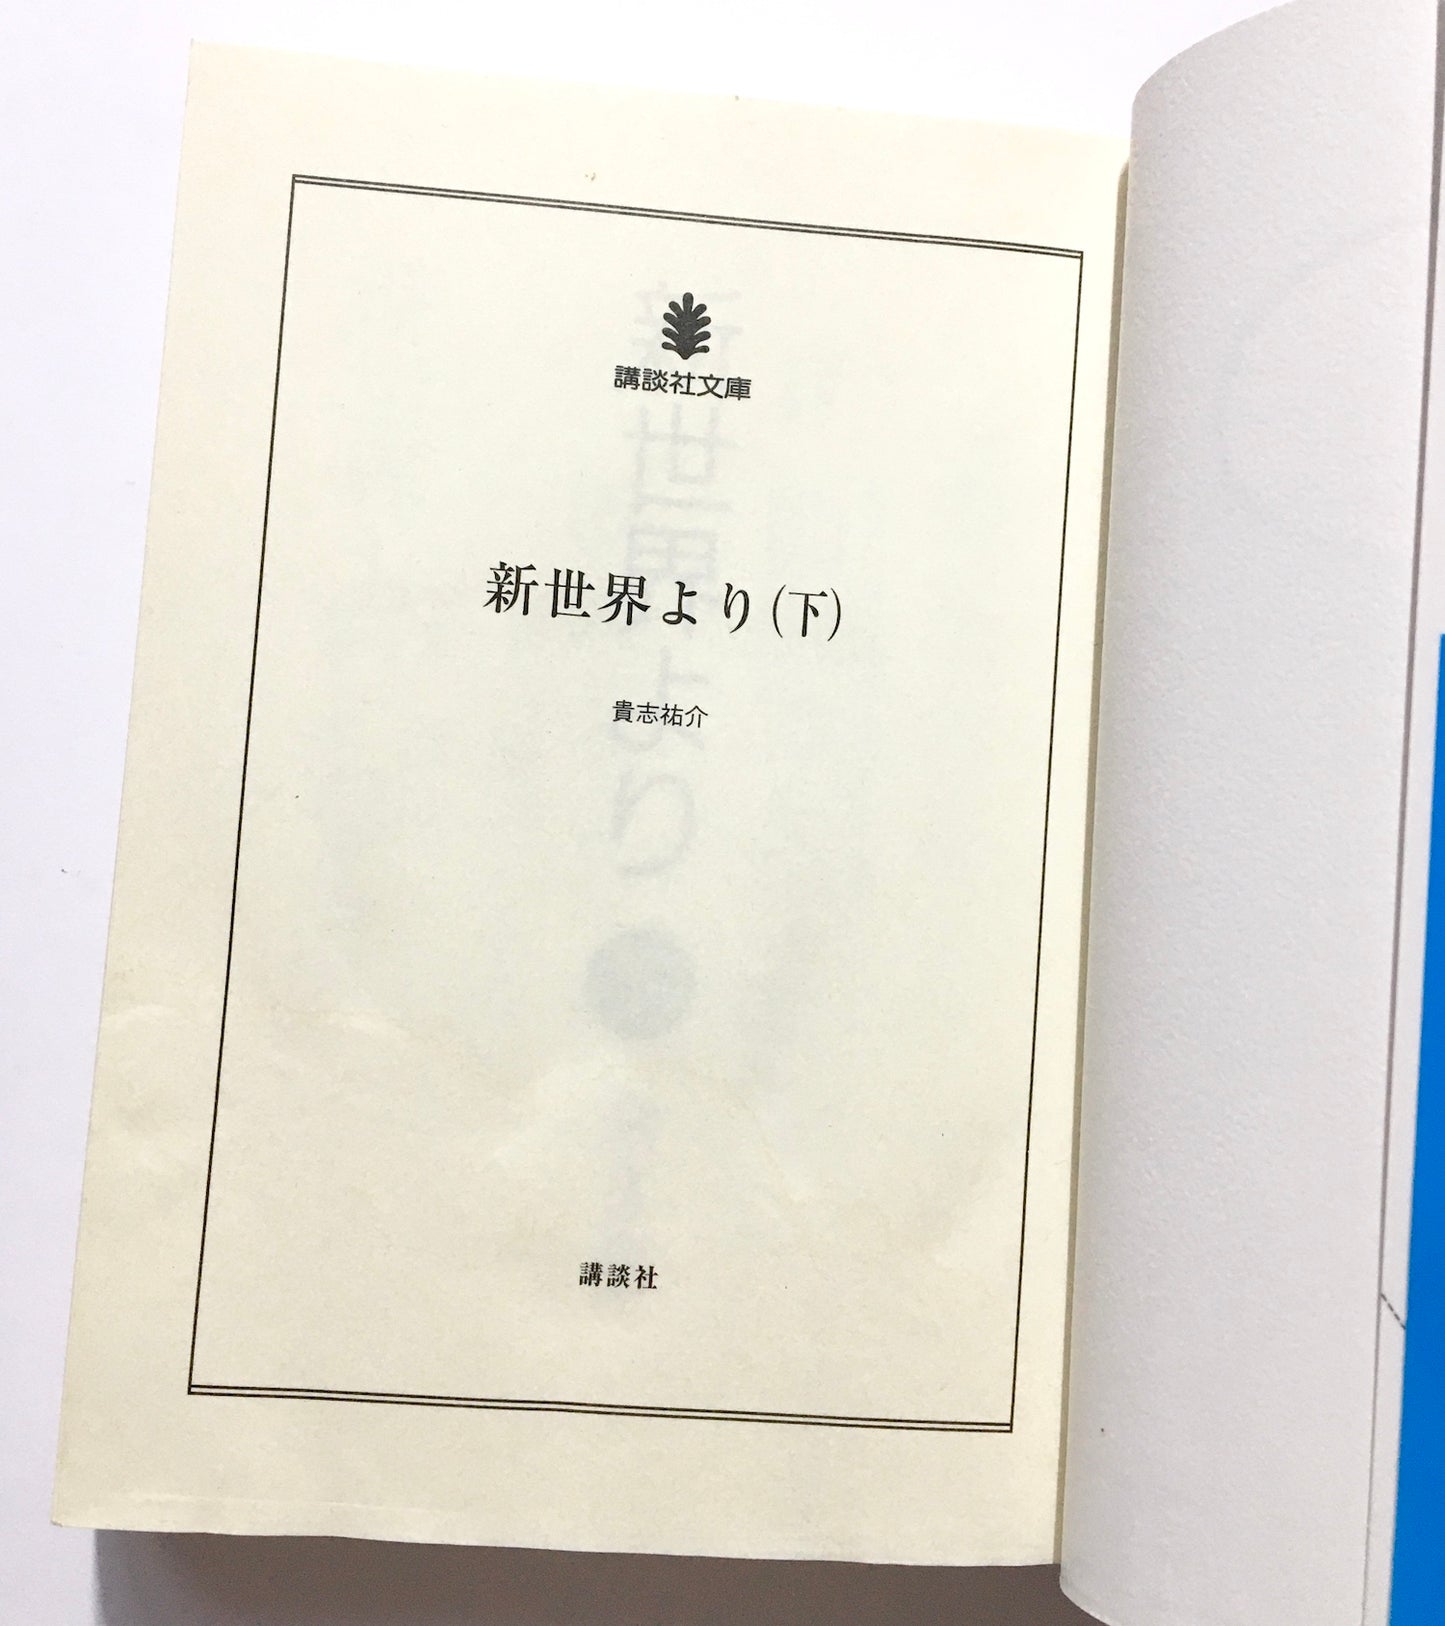 講談社文庫
新世界より(下)
貴志祐介
講談社